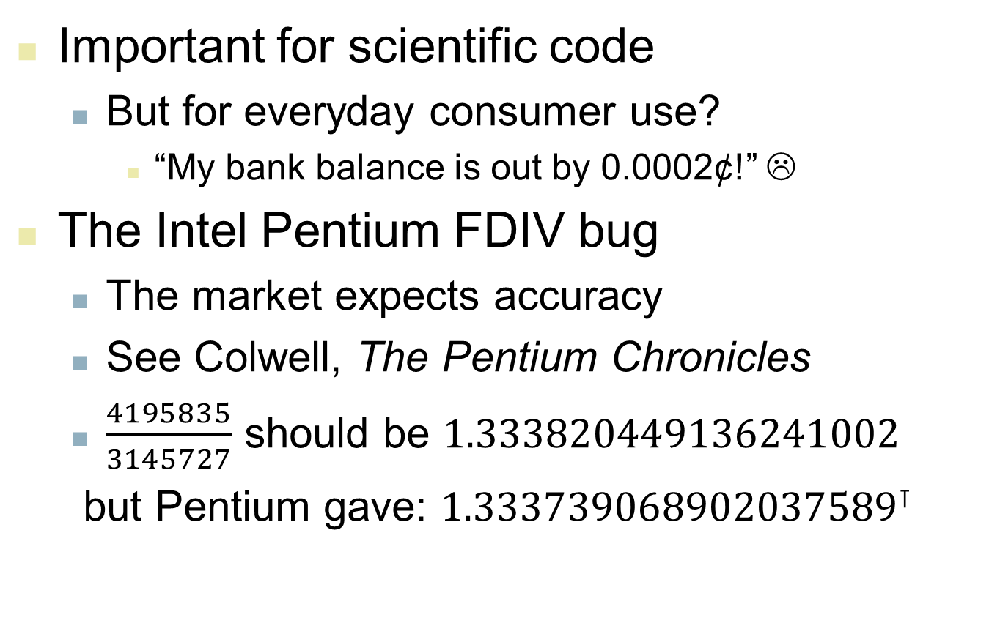 Important for scientific code
But for everyday consumer use?
“My bank balance is out by 0.0002¢!” ☹
The Intel Pentium FDIV bug
The market expects accuracy
See Colwell, The Pentium Chronicles
4195835/3145727 should be 1.333820449136241002
but Pentium gave: 1.333739068902037589⊺